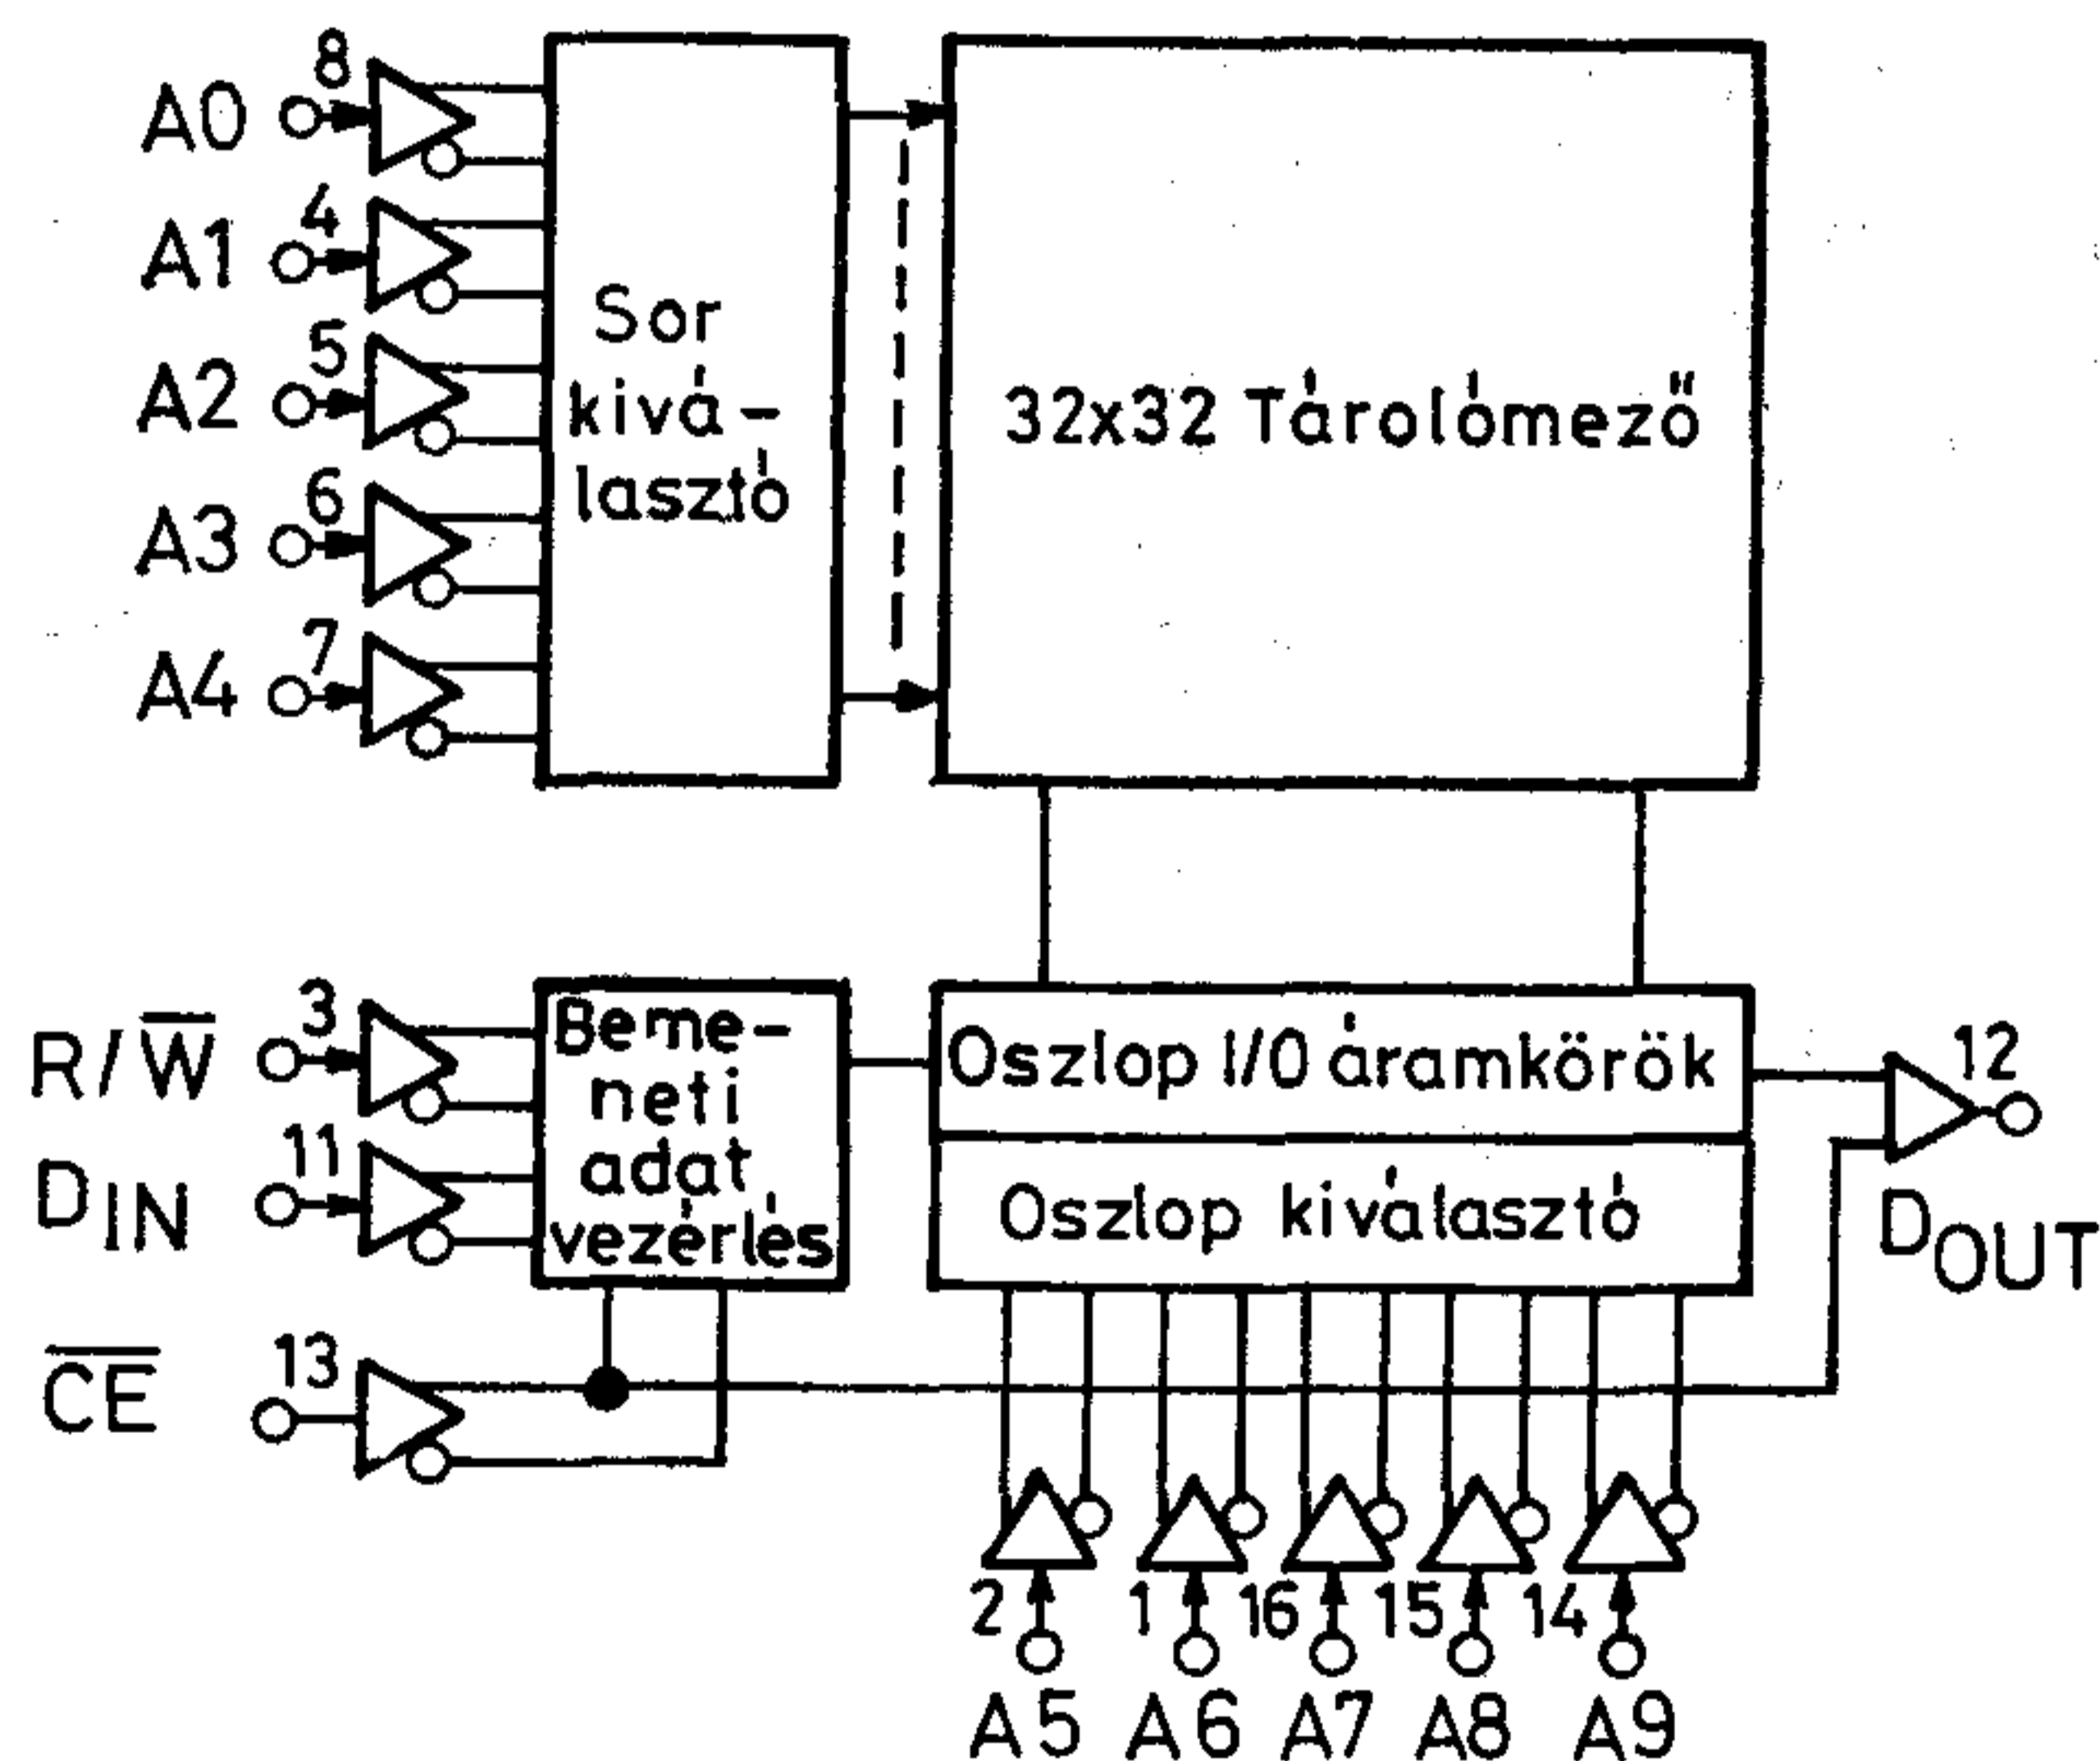 8
A0
4
A1
5
A2
6
A3
7
A4
Sor
kivá-
lasztó
32x32 Tárolómező
3
R/W̅
11
DIN
13
C̅E̅
Beme-
neti
adat
vezérlés
Oszlop I/O áramkörök
Oszlop kiválasztó
12
DOUT
2 1 16 15 14
A5 A6 A7 A8 A9